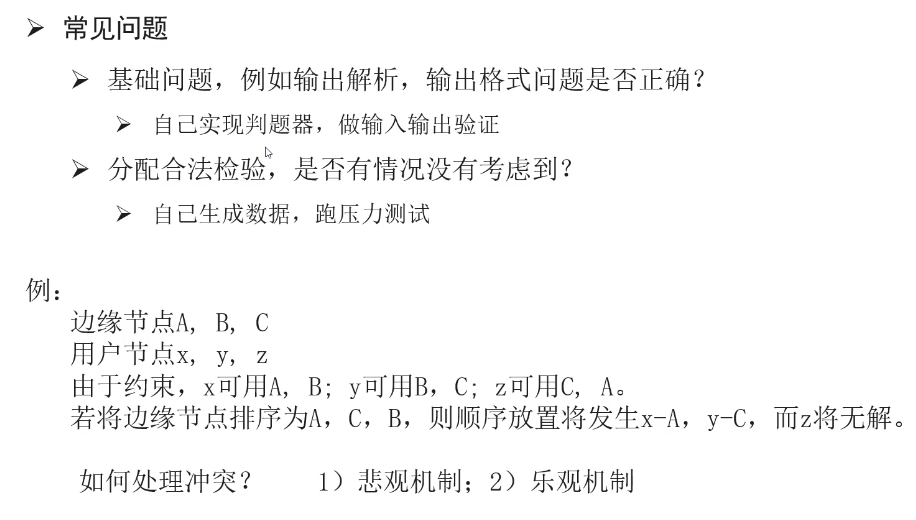 ➢ 常见问题
➢ 基础问题，例如输出解析，输出格式问题是否正确？
➢ 自己实现判题器，做输入输出验证
➢ 分配合法检验，是否有情况没有考虑到？
➢ 自己生成数据，跑压力测试
例：
边缘节点A, B, C
用户节点x, y, z
由于约束，x可用A, B; y可用B，C; z可用C, A。
若将边缘节点排序为A，C，B，则顺序放置将发生x-A，y-C，而z将无解。
如何处理冲突？ 1）悲观机制；2）乐观机制